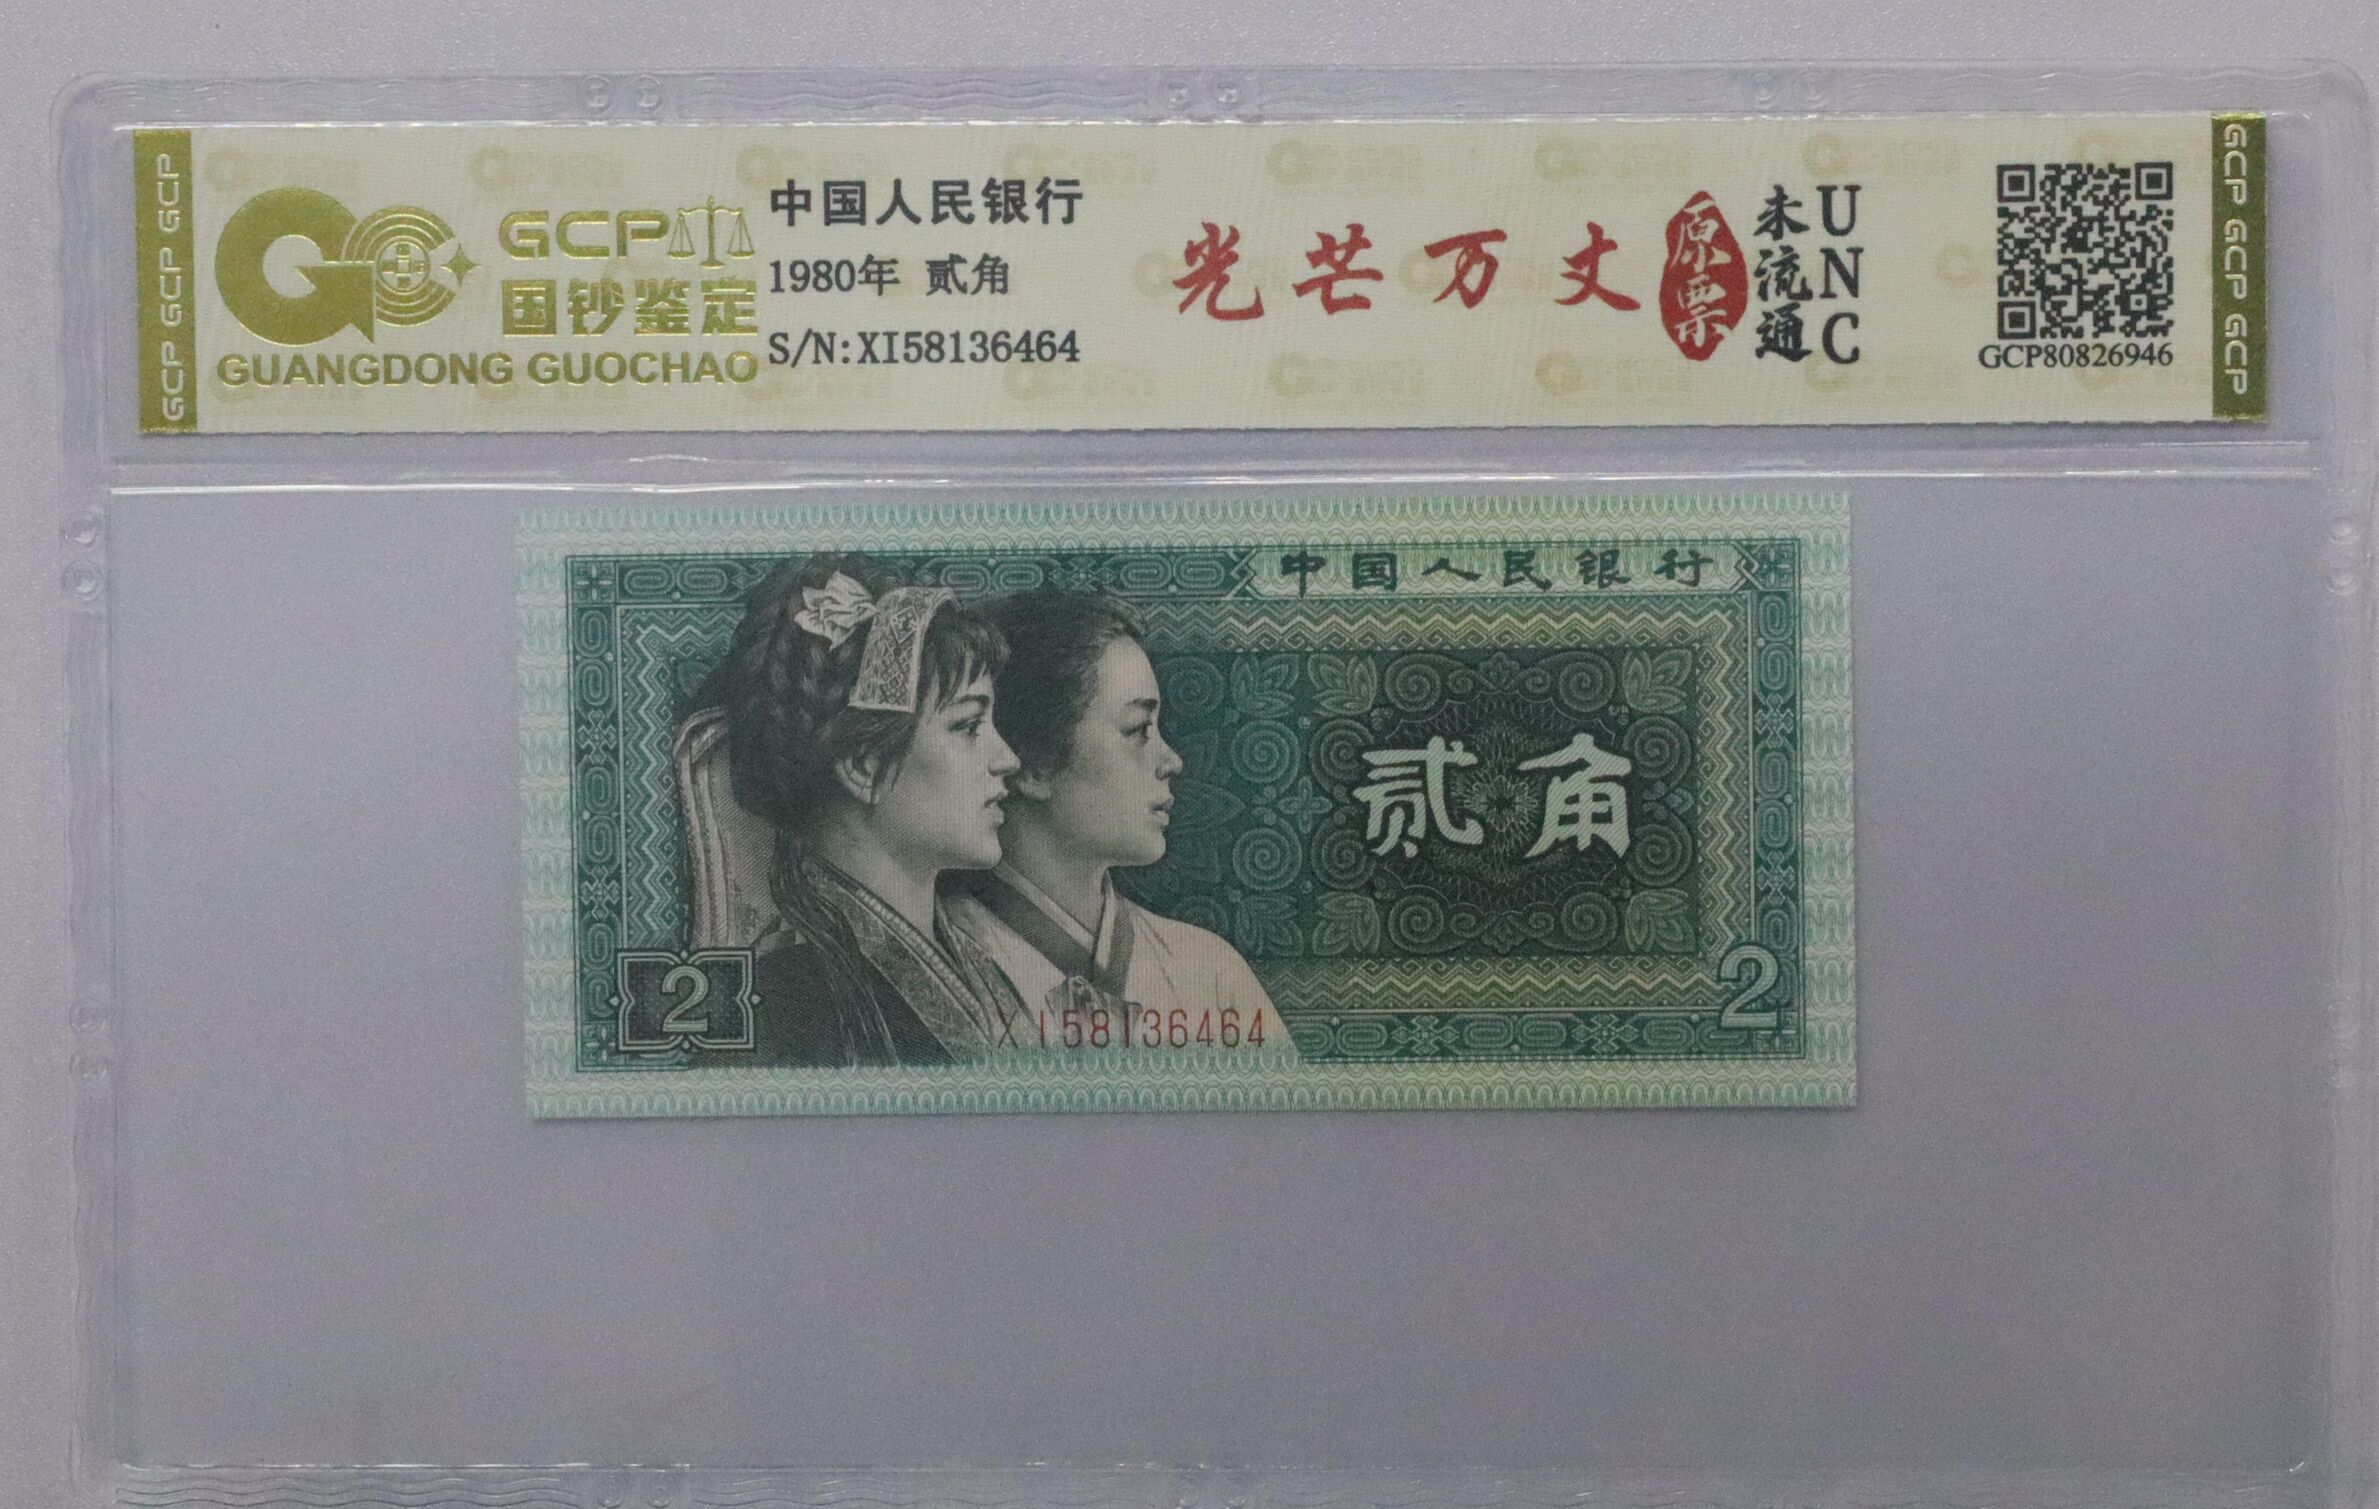 GCP GCP GCP
GCP
国钞鉴定
GUANGDONG GUOCHAO
中国人民银行
1980年 贰角
S/N:XI58136464
光芒万丈
原票
未流通
UNC
GCP80826946
GCP GCP GCP
中国人民银行
贰角
2
2
XI58136464